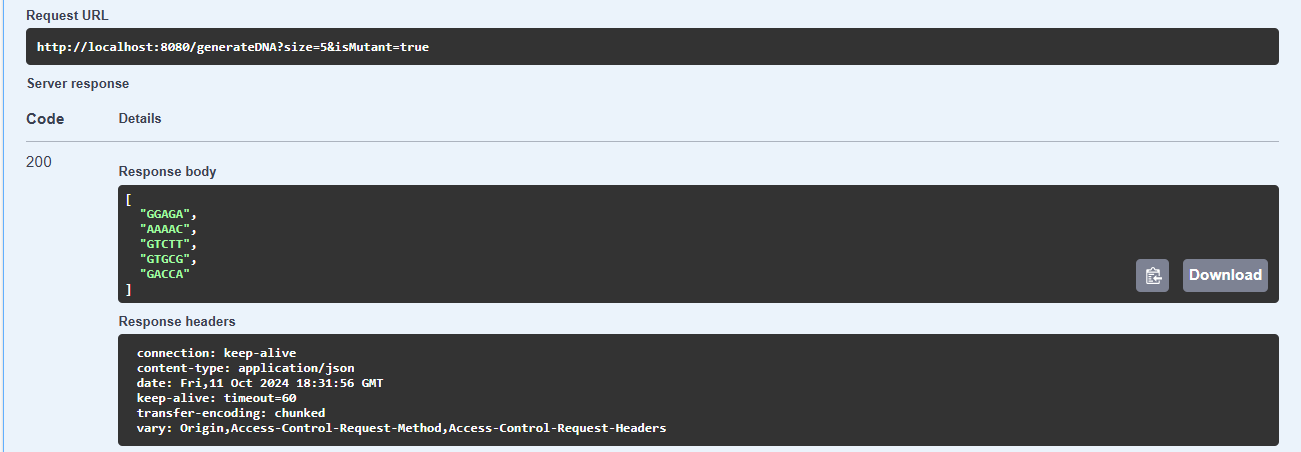 Request URL
http://localhost:8080/generateDNA?size=5&isMutant=true
Server response
Code Details
200
Response body
[
"GGAGA",
"AAAAC",
"GTCTT",
"GTGCG",
"GACCA"
]
Download
Response headers
connection: keep-alive
content-type: application/json
date: Fri,11 Oct 2024 18:31:56 GMT
keep-alive: timeout=60
transfer-encoding: chunked
vary: Origin,Access-Control-Request-Method,Access-Control-Request-Headers